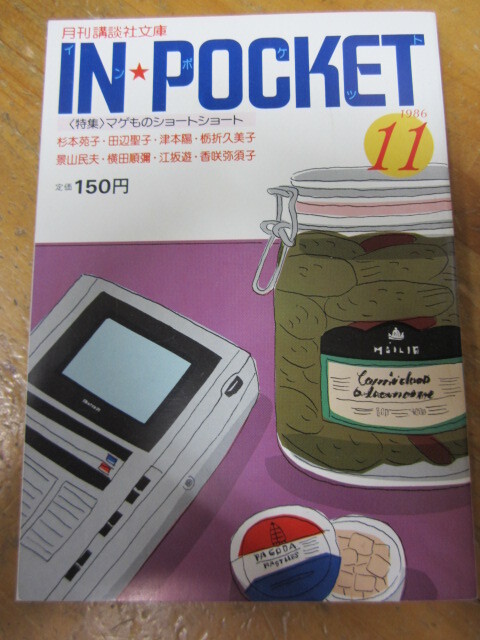 月刊講談社文庫
IN★POCKET
イン・ポケット
1986
11
〈特集〉マゲものショートショート
杉本苑子・田辺聖子・津本陽・栃折久美子
景山民夫・横田順彌・江坂遊・香咲弥須子
定価150円
PAGODA